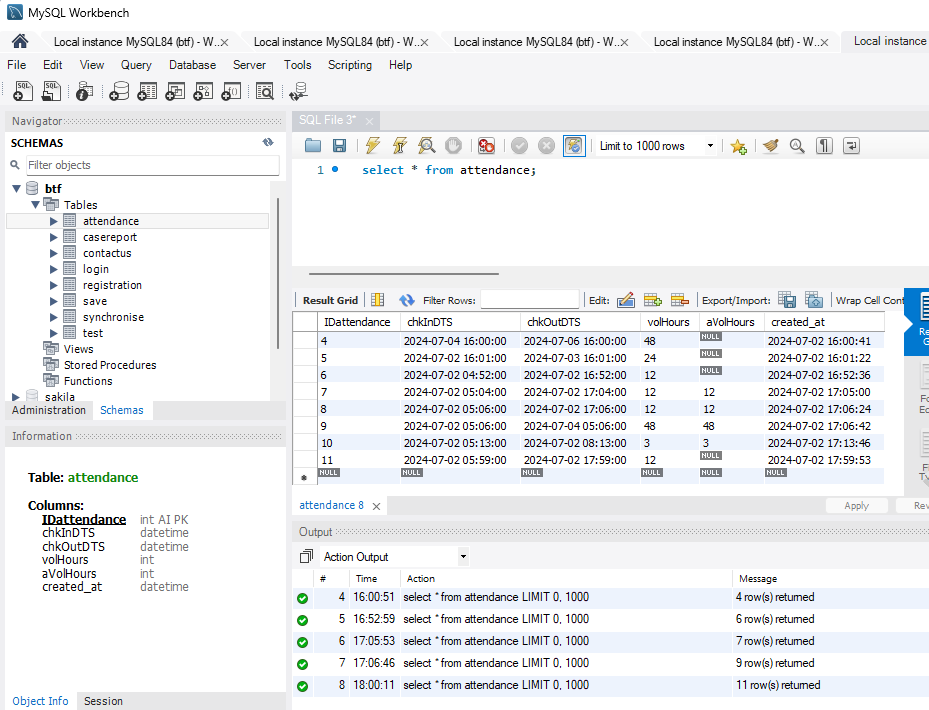 MySQL Workbench
Local instance MySQL84 (btf) - W... Local instance MySQL84 (btf) - W... Local instance MySQL84 (btf) - W... Local instance MySQL84 (btf) - W... Local instance
File Edit View Query Database Server Tools Scripting Help
Navigator
SCHEMAS
Filter objects
btf
Tables
attendance
casereport
contactus
login
registration
save
synchronise
test
Views
Stored Procedures
Functions
sakila
Administration Schemas
Information
Table: attendance
Columns:
IDattendance int AI PK
chkInDTS datetime
chkOutDTS datetime
volHours int
aVolHours int
created_at datetime
Object Info Session
SQL File 3*
Limit to 1000 rows
1 select * from attendance;
Result Grid Filter Rows: Edit: Export/Import: Wrap Cell Cont
IDattendance chkInDTS chkOutDTS volHours aVolHours created_at
4 2024-07-04 16:00:00 2024-07-06 16:00:00 48 NULL 2024-07-02 16:00:41
5 2024-07-02 16:01:00 2024-07-03 16:01:00 24 NULL 2024-07-02 16:01:22
6 2024-07-02 04:52:00 2024-07-02 16:52:00 12 NULL 2024-07-02 16:52:36
7 2024-07-02 05:04:00 2024-07-02 17:04:00 12 12 2024-07-02 17:05:00
8 2024-07-02 05:06:00 2024-07-02 17:06:00 12 12 2024-07-02 17:06:24
9 2024-07-02 05:06:00 2024-07-04 05:06:00 48 48 2024-07-02 17:06:42
10 2024-07-02 05:13:00 2024-07-02 08:13:00 3 3 2024-07-02 17:13:46
11 2024-07-02 05:59:00 2024-07-02 17:59:00 12 NULL 2024-07-02 17:59:53
NULL NULL NULL NULL NULL NULL
attendance 8 Apply Rev
Output
Action Output
# Time Action Message
4 16:00:51 select * from attendance LIMIT 0, 1000 4 row(s) returned
5 16:52:59 select * from attendance LIMIT 0, 1000 6 row(s) returned
6 17:05:53 select * from attendance LIMIT 0, 1000 7 row(s) returned
7 17:06:46 select * from attendance LIMIT 0, 1000 9 row(s) returned
8 18:00:11 select * from attendance LIMIT 0, 1000 11 row(s) returned